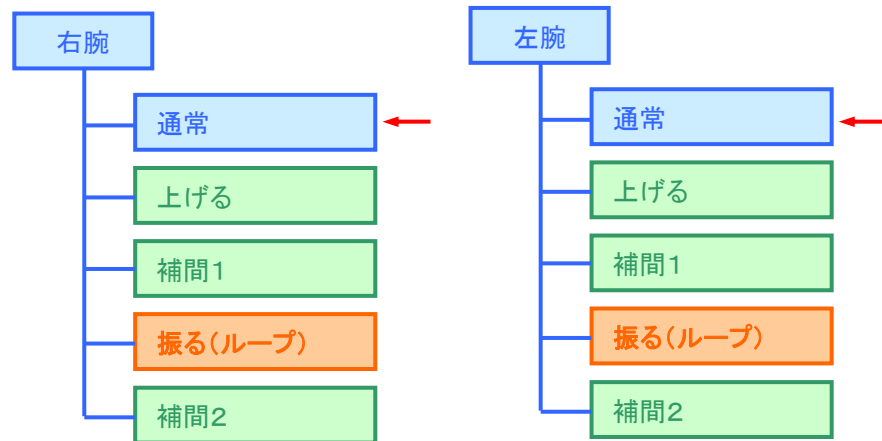 右腕
通常
上げる
補間1
振る(ループ)
補間2
左腕
通常
上げる
補間1
振る(ループ)
補間2